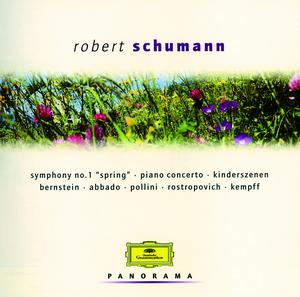 robert schumann
symphony no.1 "spring" · piano concerto · kinderszenen
bernstein · abbado · pollini · rostropovich · kempff
Deutsche
Grammophon
PANORAMA